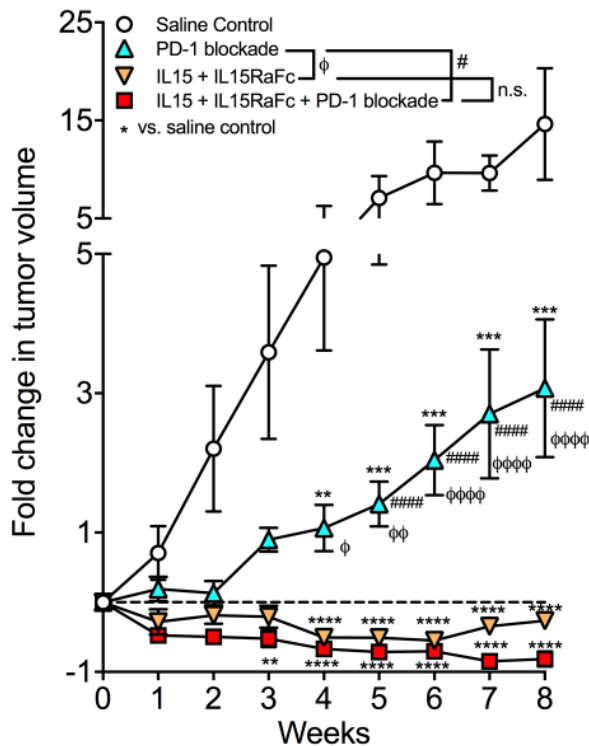 Saline Control
PD-1 blockade
IL15 + IL15RaFc
IL15 + IL15RaFc + PD-1 blockade
* vs. saline control
ϕ
#
n.s.
Fold change in tumor volume
25
15
5
5
3
1
-1
*** 
*** #### ϕϕϕϕ
*** #### ϕϕϕϕ
*** #### ϕϕϕϕ
** ϕ
#### ϕϕ
**** **** **** **** ****
** **** **** **** **** ****
0 1 2 3 4 5 6 7 8
Weeks